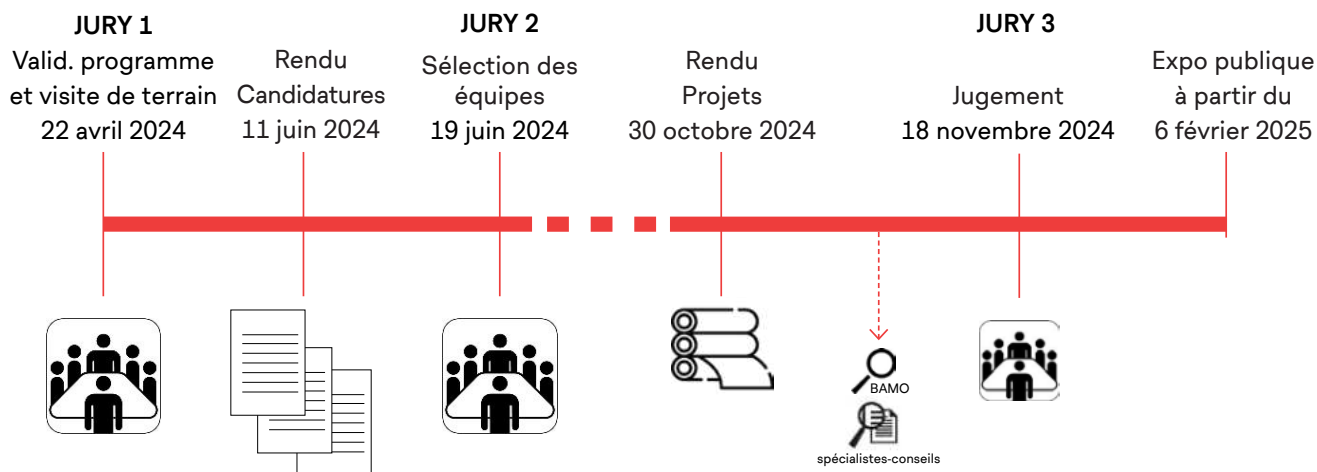 JURY 1
Valid. programme
et visite de terrain
22 avril 2024
Rendu
Candidatures
11 juin 2024
JURY 2
Sélection des
équipes
19 juin 2024
Rendu
Projets
30 octobre 2024
JURY 3
Jugement
18 novembre 2024
Expo publique
à partir du
6 février 2025
BAMO
spécialistes-conseils